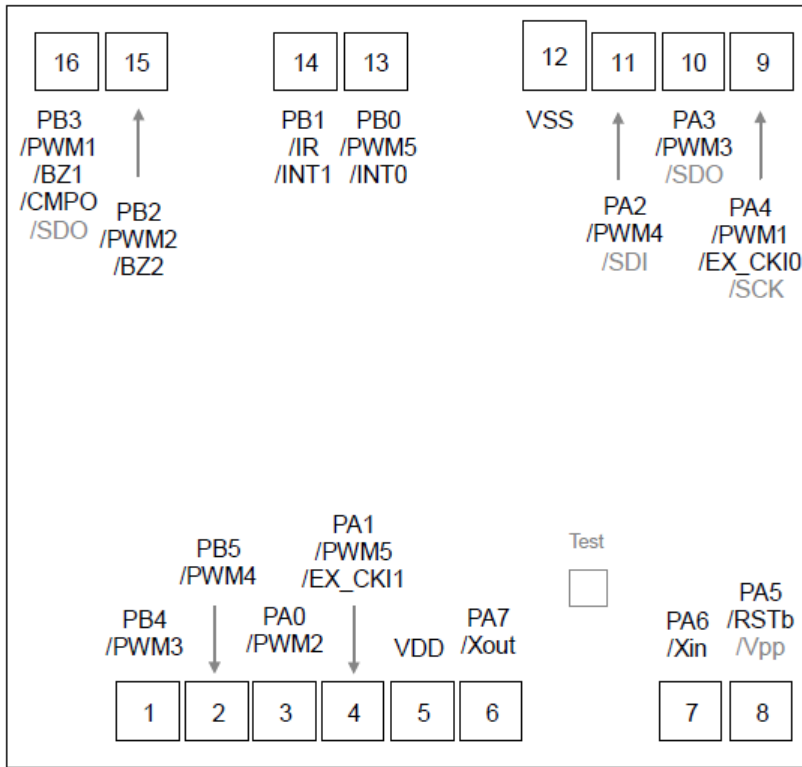 16 15 14 13 12 11 10 9
PB3
/PWM1
/BZ1
/CMPO
/SDO
PB2
/PWM2
/BZ2
PB1
/IR
/INT1
PB0
/PWM5
/INT0
VSS
PA2
/PWM4
/SDI
PA3
/PWM3
/SDO
PA4
/PWM1
/EX_CKI0
/SCK
PB4
/PWM3
PB5
/PWM4
PA0
/PWM2
PA1
/PWM5
/EX_CKI1
VDD
PA7
/Xout
Test
PA6
/Xin
PA5
/RSTb
/Vpp
1 2 3 4 5 6 7 8